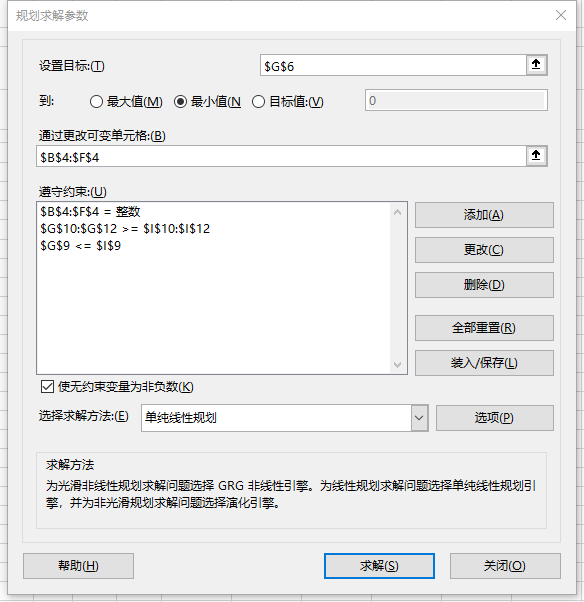 规划求解参数
设置目标:(T)
$G$6
到:
最大值(M)
最小值(N
目标值:(V)
0
通过更改可变单元格:(B)
$B$4:$F$4
遵守约束:(U)
$B$4:$F$4 = 整数
$G$10:$G$12 >= $I$10:$I$12
$G$9 <= $I$9
添加(A)
更改(C)
删除(D)
全部重置(R)
装入/保存(L)
使无约束变量为非负数(K)
选择求解方法:(E)
单纯线性规划
选项(P)
求解方法
为光滑非线性规划求解问题选择 GRG 非线性引擎。为线性规划求解问题选择单纯线性规划引
擎，并为非光滑规划求解问题选择演化引擎。
帮助(H)
求解(S)
关闭(O)